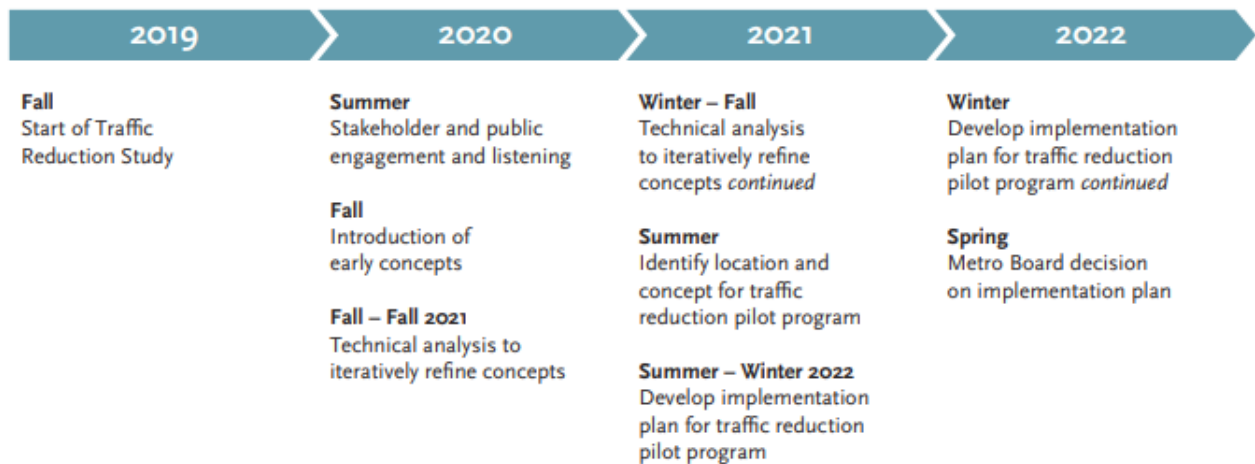 2019
2020
2021
2022
Fall
Start of Traffic
Reduction Study
Summer
Stakeholder and public
engagement and listening
Fall
Introduction of
early concepts
Fall – Fall 2021
Technical analysis to
iteratively refine concepts
Winter – Fall
Technical analysis
to iteratively refine
concepts continued
Summer
Identify location and
concept for traffic
reduction pilot program
Summer – Winter 2022
Develop implementation
plan for traffic reduction
pilot program
Winter
Develop implementation
plan for traffic reduction
pilot program continued
Spring
Metro Board decision
on implementation plan